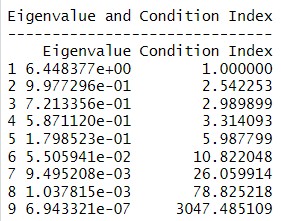 Eigenvalue and Condition Index
------------------------------
Eigenvalue Condition Index
1 6.448377e+00 1.000000
2 9.977296e-01 2.542253
3 7.213356e-01 2.989899
4 5.871120e-01 3.314093
5 1.798523e-01 5.987799
6 5.505941e-02 10.822048
7 9.495208e-03 26.059914
8 1.037815e-03 78.825218
9 6.943321e-07 3047.485109